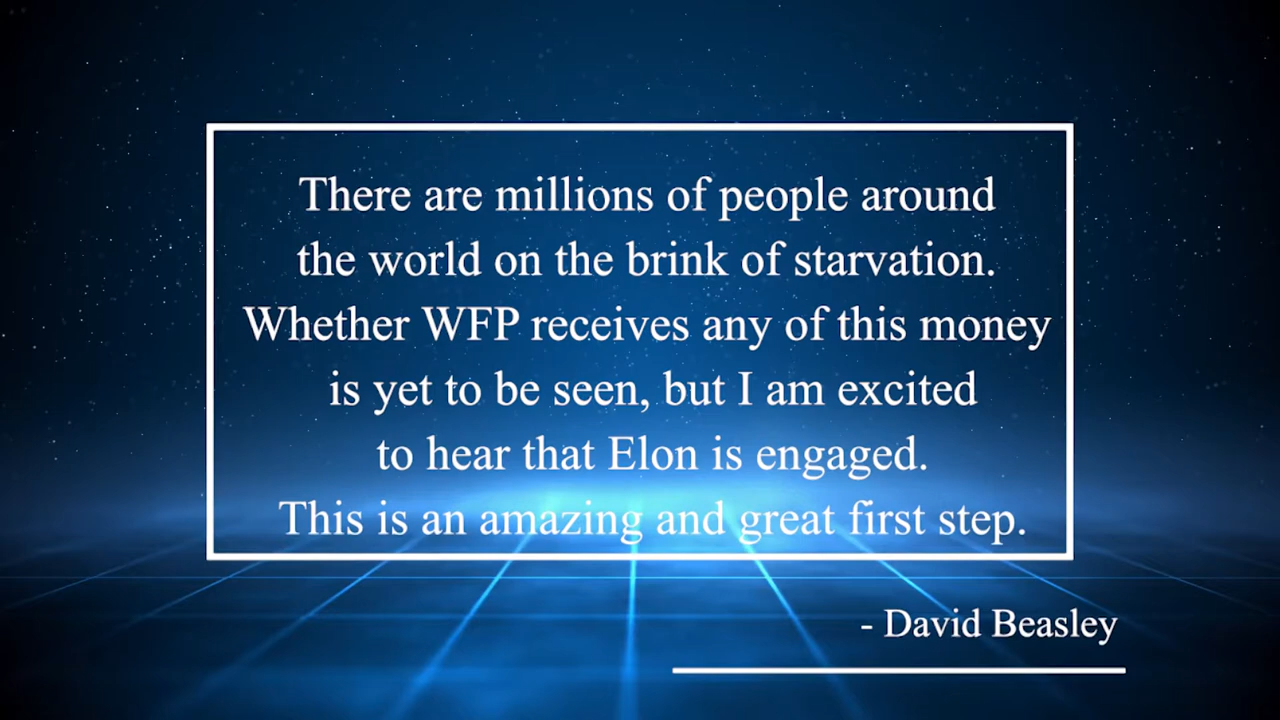 There are millions of people around
the world on the brink of starvation.
Whether WFP receives any of this money
is yet to be seen, but I am excited
to hear that Elon is engaged.
This is an amazing and great first step.
- David Beasley